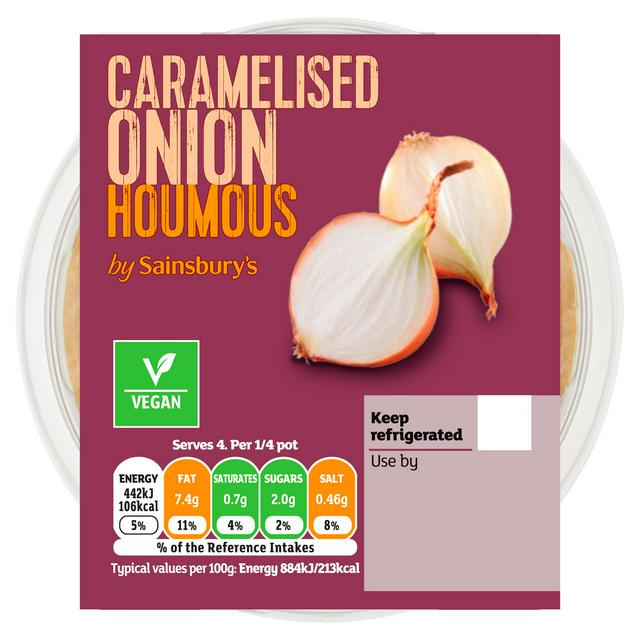 CARAMELISED
ONION
HOUMOUS
by Sainsbury's
VEGAN
Serves 4. Per 1/4 pot
ENERGY FAT SATURATES SUGARS SALT
442kJ 7.4g 0.7g 2.0g 0.46g
106kcal
5% 11% 4% 2% 8%
% of the Reference Intakes
Typical values per 100g: Energy 884kJ/213kcal
Keep
refrigerated
Use by